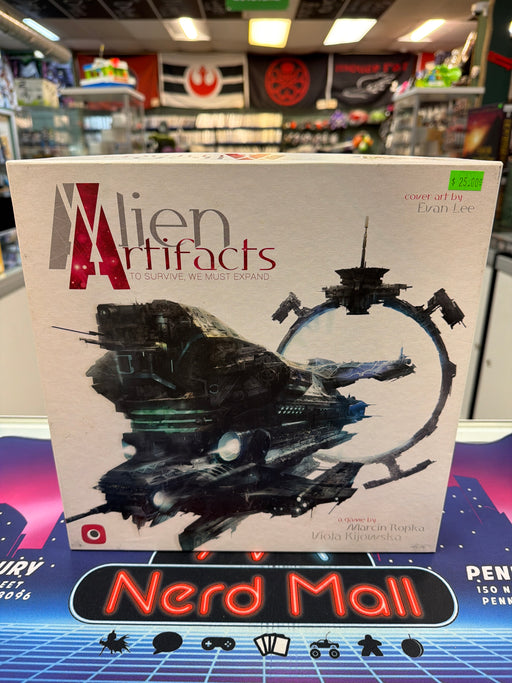 $ 25.00
cover art by
Evan Lee
Alien
Artifacts
TO SURVIVE, WE MUST EXPAND
a game by
Marcin Ropka
Viola Kijowska
Nerd Mall
150 N